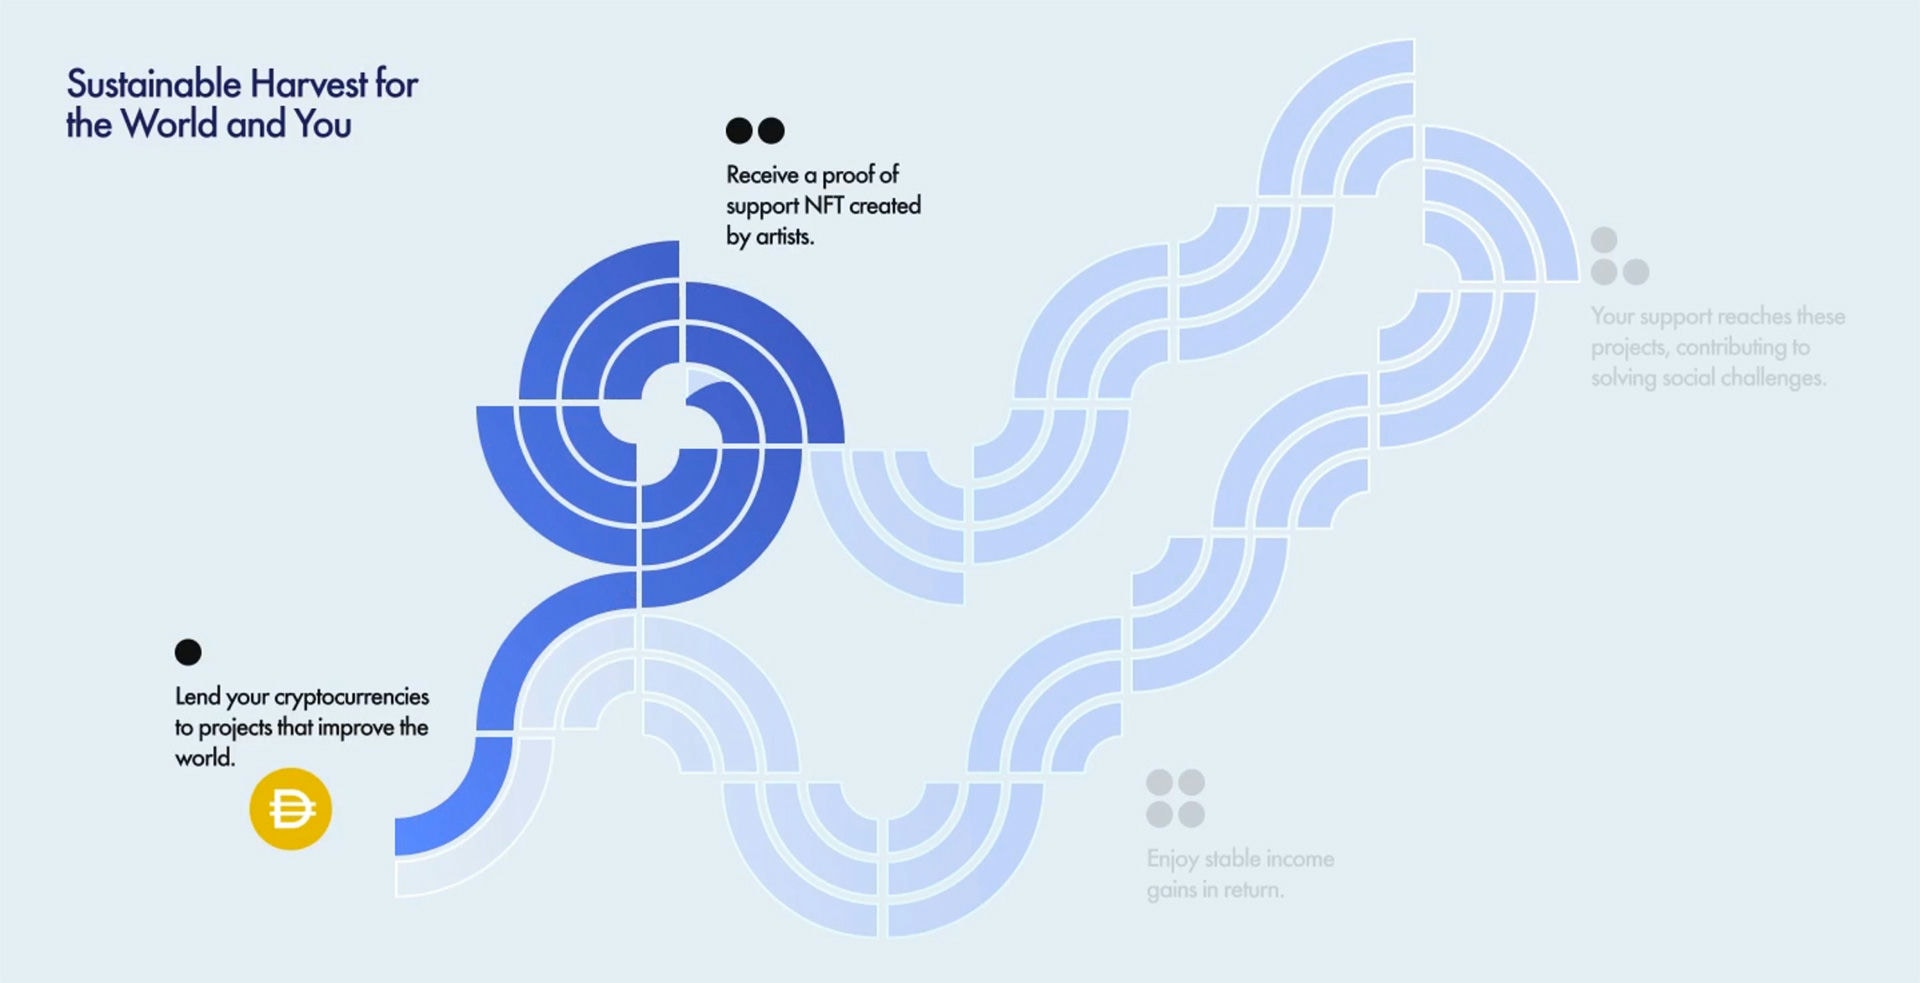 Sustainable Harvest for
the World and You
Receive a proof of
support NFT created
by artists.
Your support reaches these
projects, contributing to
solving social challenges.
Lend your cryptocurrencies
to projects that improve the
world.
Enjoy stable income
gains in return.